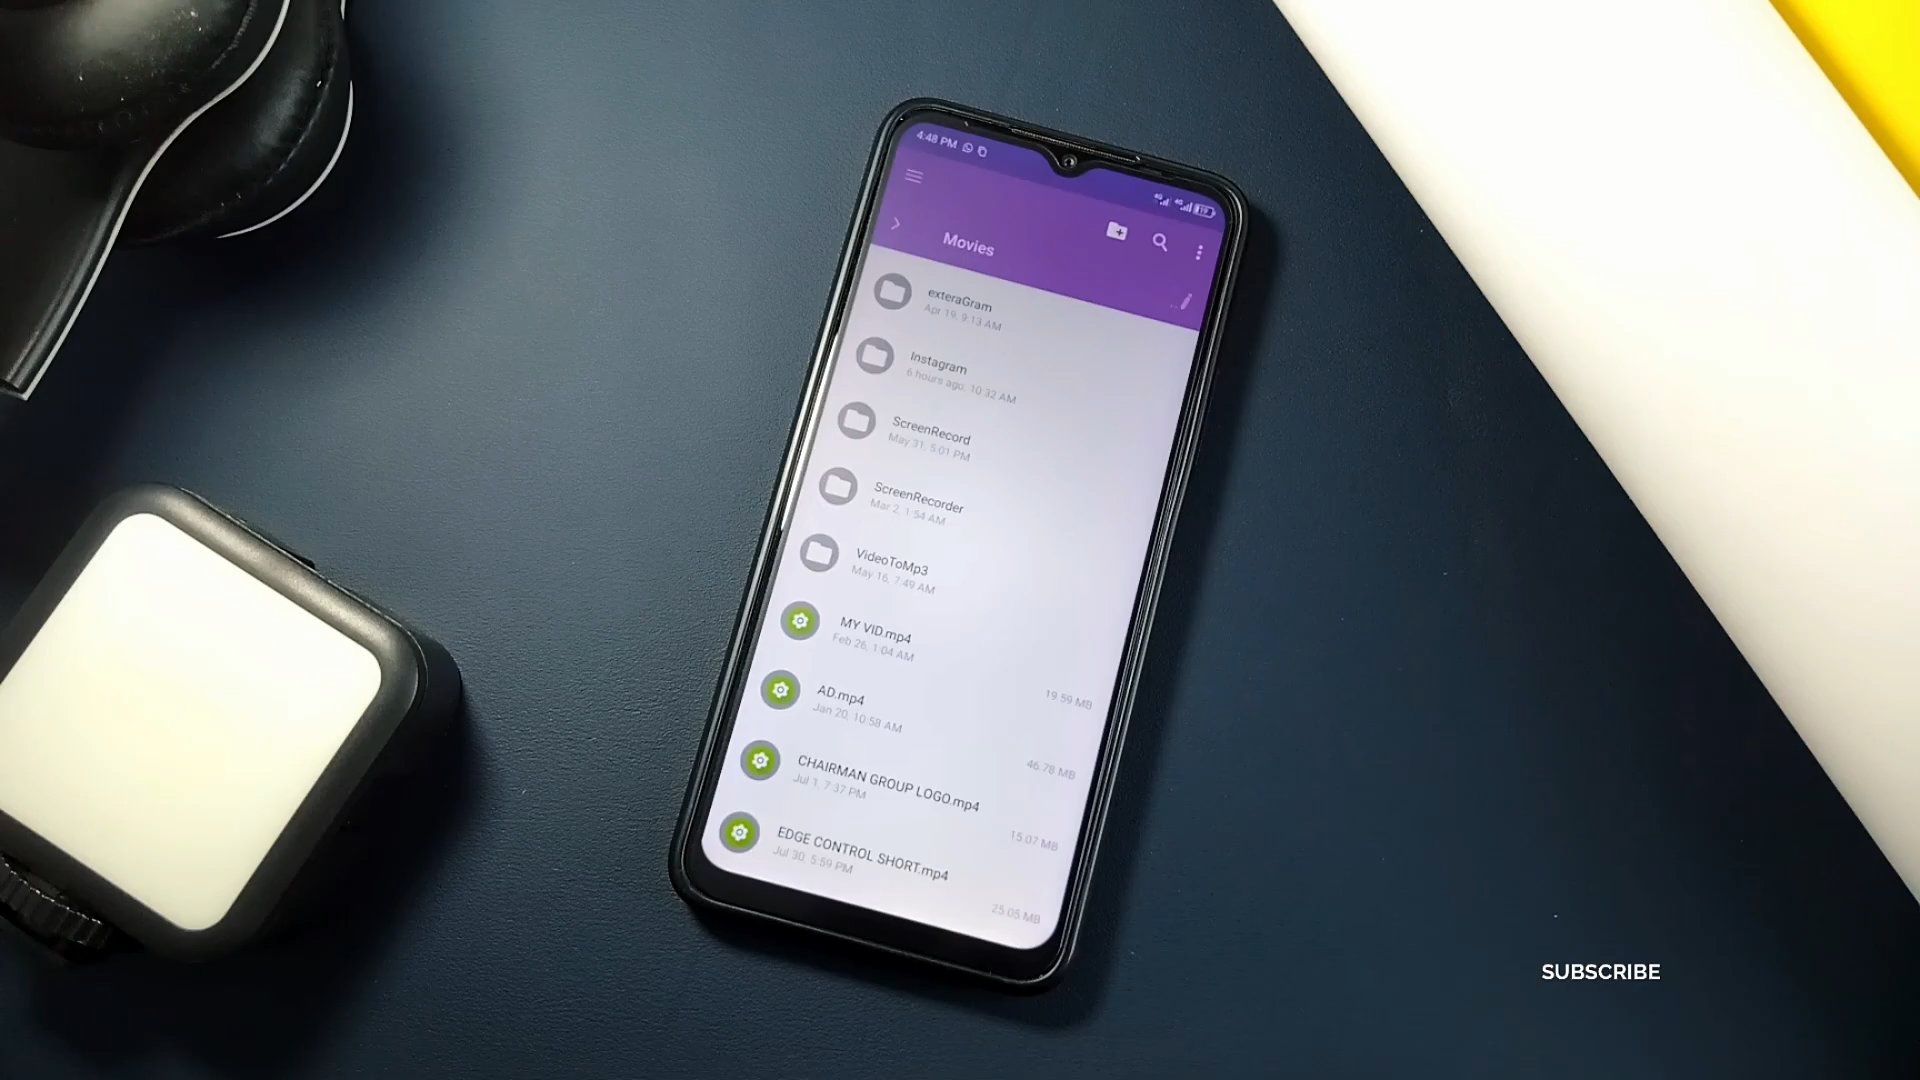 4:48 PM
4G 4G 19
Movies
exteraGram
Apr 19, 9:13 AM
Instagram
6 hours ago, 10:32 AM
ScreenRecord
May 31, 5:01 PM
ScreenRecorder
Mar 2, 1:54 AM
VideoToMp3
May 16, 7:49 AM
MY VID.mp4
Feb 26, 1:04 AM
19.59 MB
AD.mp4
Jan 20, 10:58 AM
46.78 MB
CHAIRMAN GROUP LOGO.mp4
Jul 1, 7:37 PM
15.07 MB
EDGE CONTROL SHORT.mp4
Jul 30, 5:59 PM
25.05 MB
SUBSCRIBE